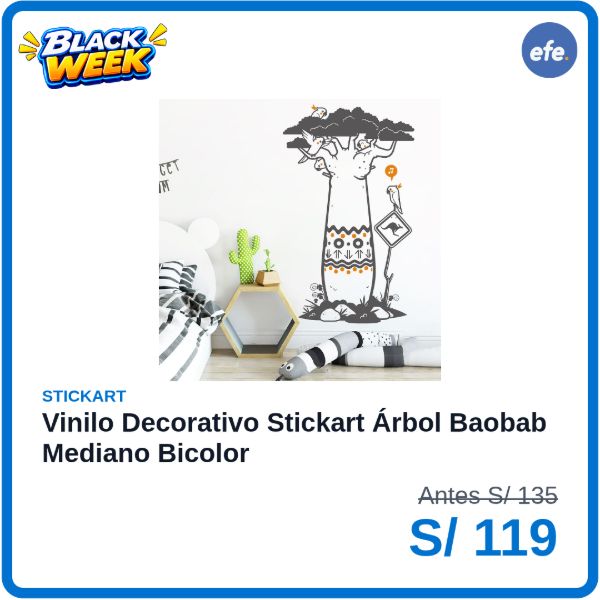 BLACK
WEEK
efe.
STICKART
Vinilo Decorativo Stickart Árbol Baobab
Mediano Bicolor
Antes S/ 135
S/ 119